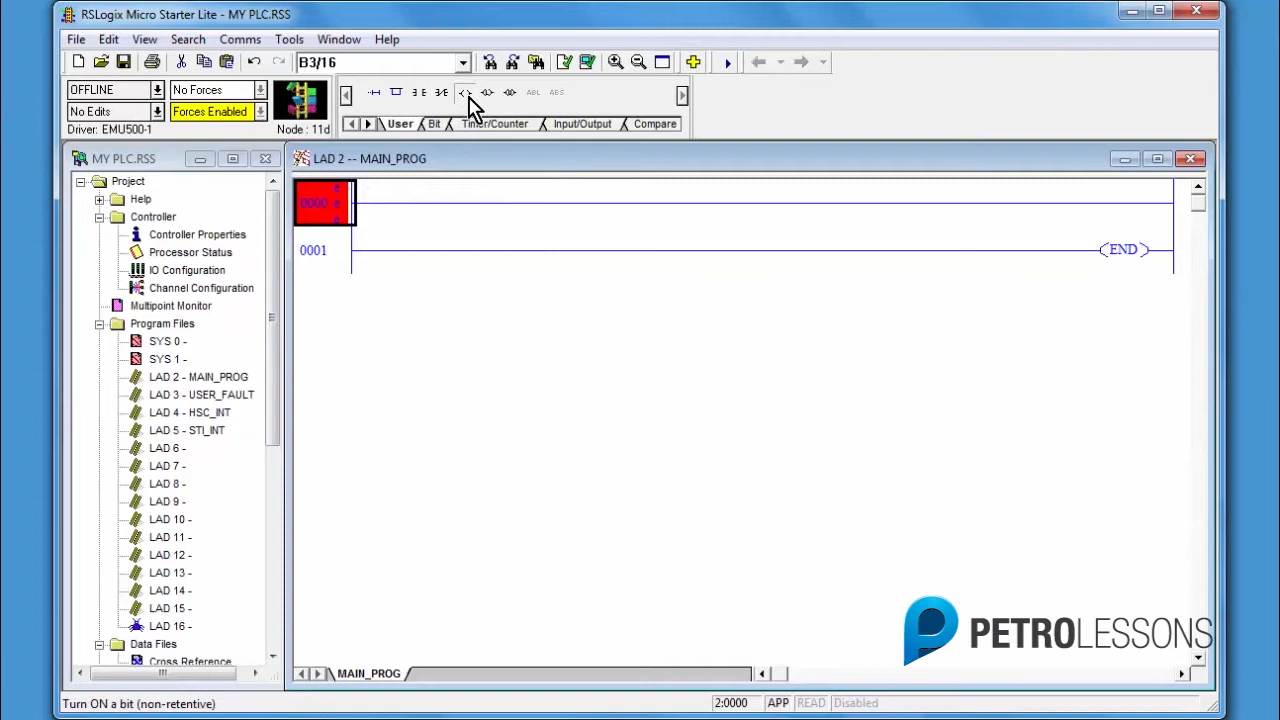 RSLogix Micro Starter Lite - MY PLC.RSS
File Edit View Search Comms Tools Window Help
B3/16
OFFLINE No Forces
No Edits Forces Enabled
Driver: EMU500-1 Node : 11d
ABL ABS
User Bit Timer/Counter Input/Output Compare
MY PLC.RSS
Project
Help
Controller
Controller Properties
Processor Status
IO Configuration
Channel Configuration
Multipoint Monitor
Program Files
SYS 0 -
SYS 1 -
LAD 2 - MAIN_PROG
LAD 3 - USER_FAULT
LAD 4 - HSC_INT
LAD 5 - STI_INT
LAD 6 -
LAD 7 -
LAD 8 -
LAD 9 -
LAD 10 -
LAD 11 -
LAD 12 -
LAD 13 -
LAD 14 -
LAD 15 -
LAD 16 -
Data Files
Cross Reference
LAD 2 -- MAIN_PROG
e
0000 e
e
0001
END
PETROLESSONS
MAIN_PROG
Turn ON a bit (non-retentive)
2:0000 APP READ Disabled